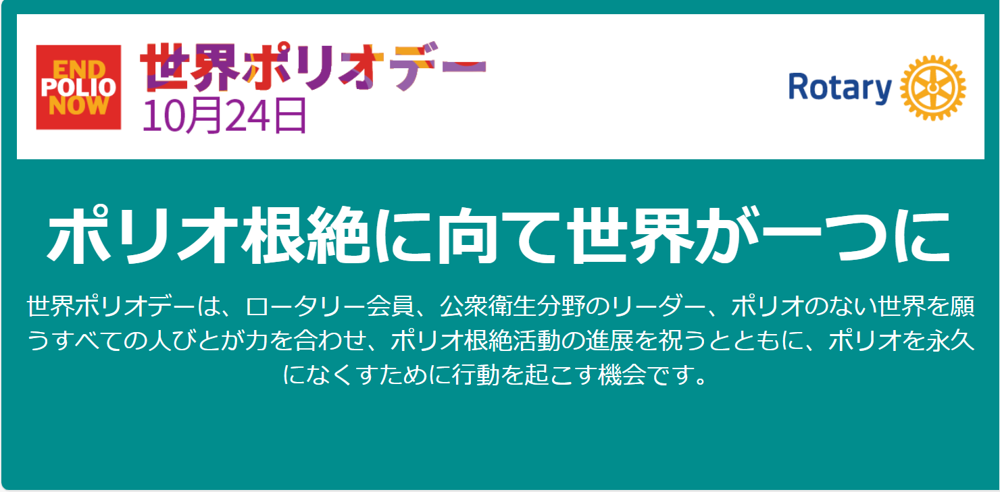 END
POLIO
NOW
世界ポリオデー
10月24日
Rotary
ポリオ根絶に向て世界が一つに
世界ポリオデーは、ロータリー会員、公衆衛生分野のリーダー、ポリオのない世界を願
うすべての人びとが力を合わせ、ポリオ根絶活動の進展を祝うとともに、ポリオを永久
になくすために行動を起こす機会です。